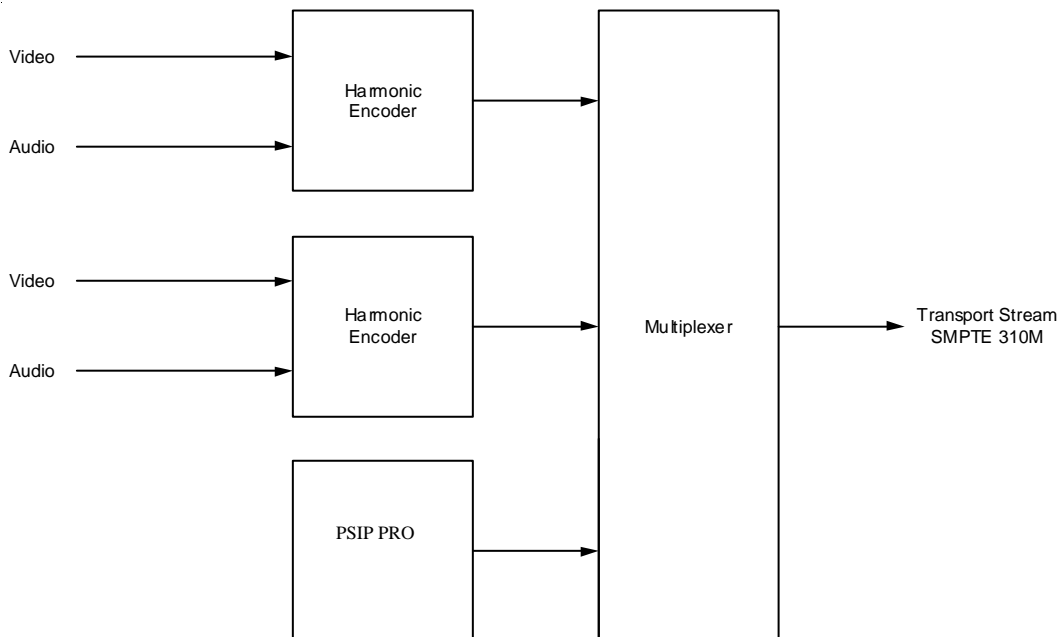 Video
Harmonic
Encoder
Audio
Video
Harmonic
Encoder
Audio
Multiplexer
Transport Stream
SMPTE 310M
PSIP PRO